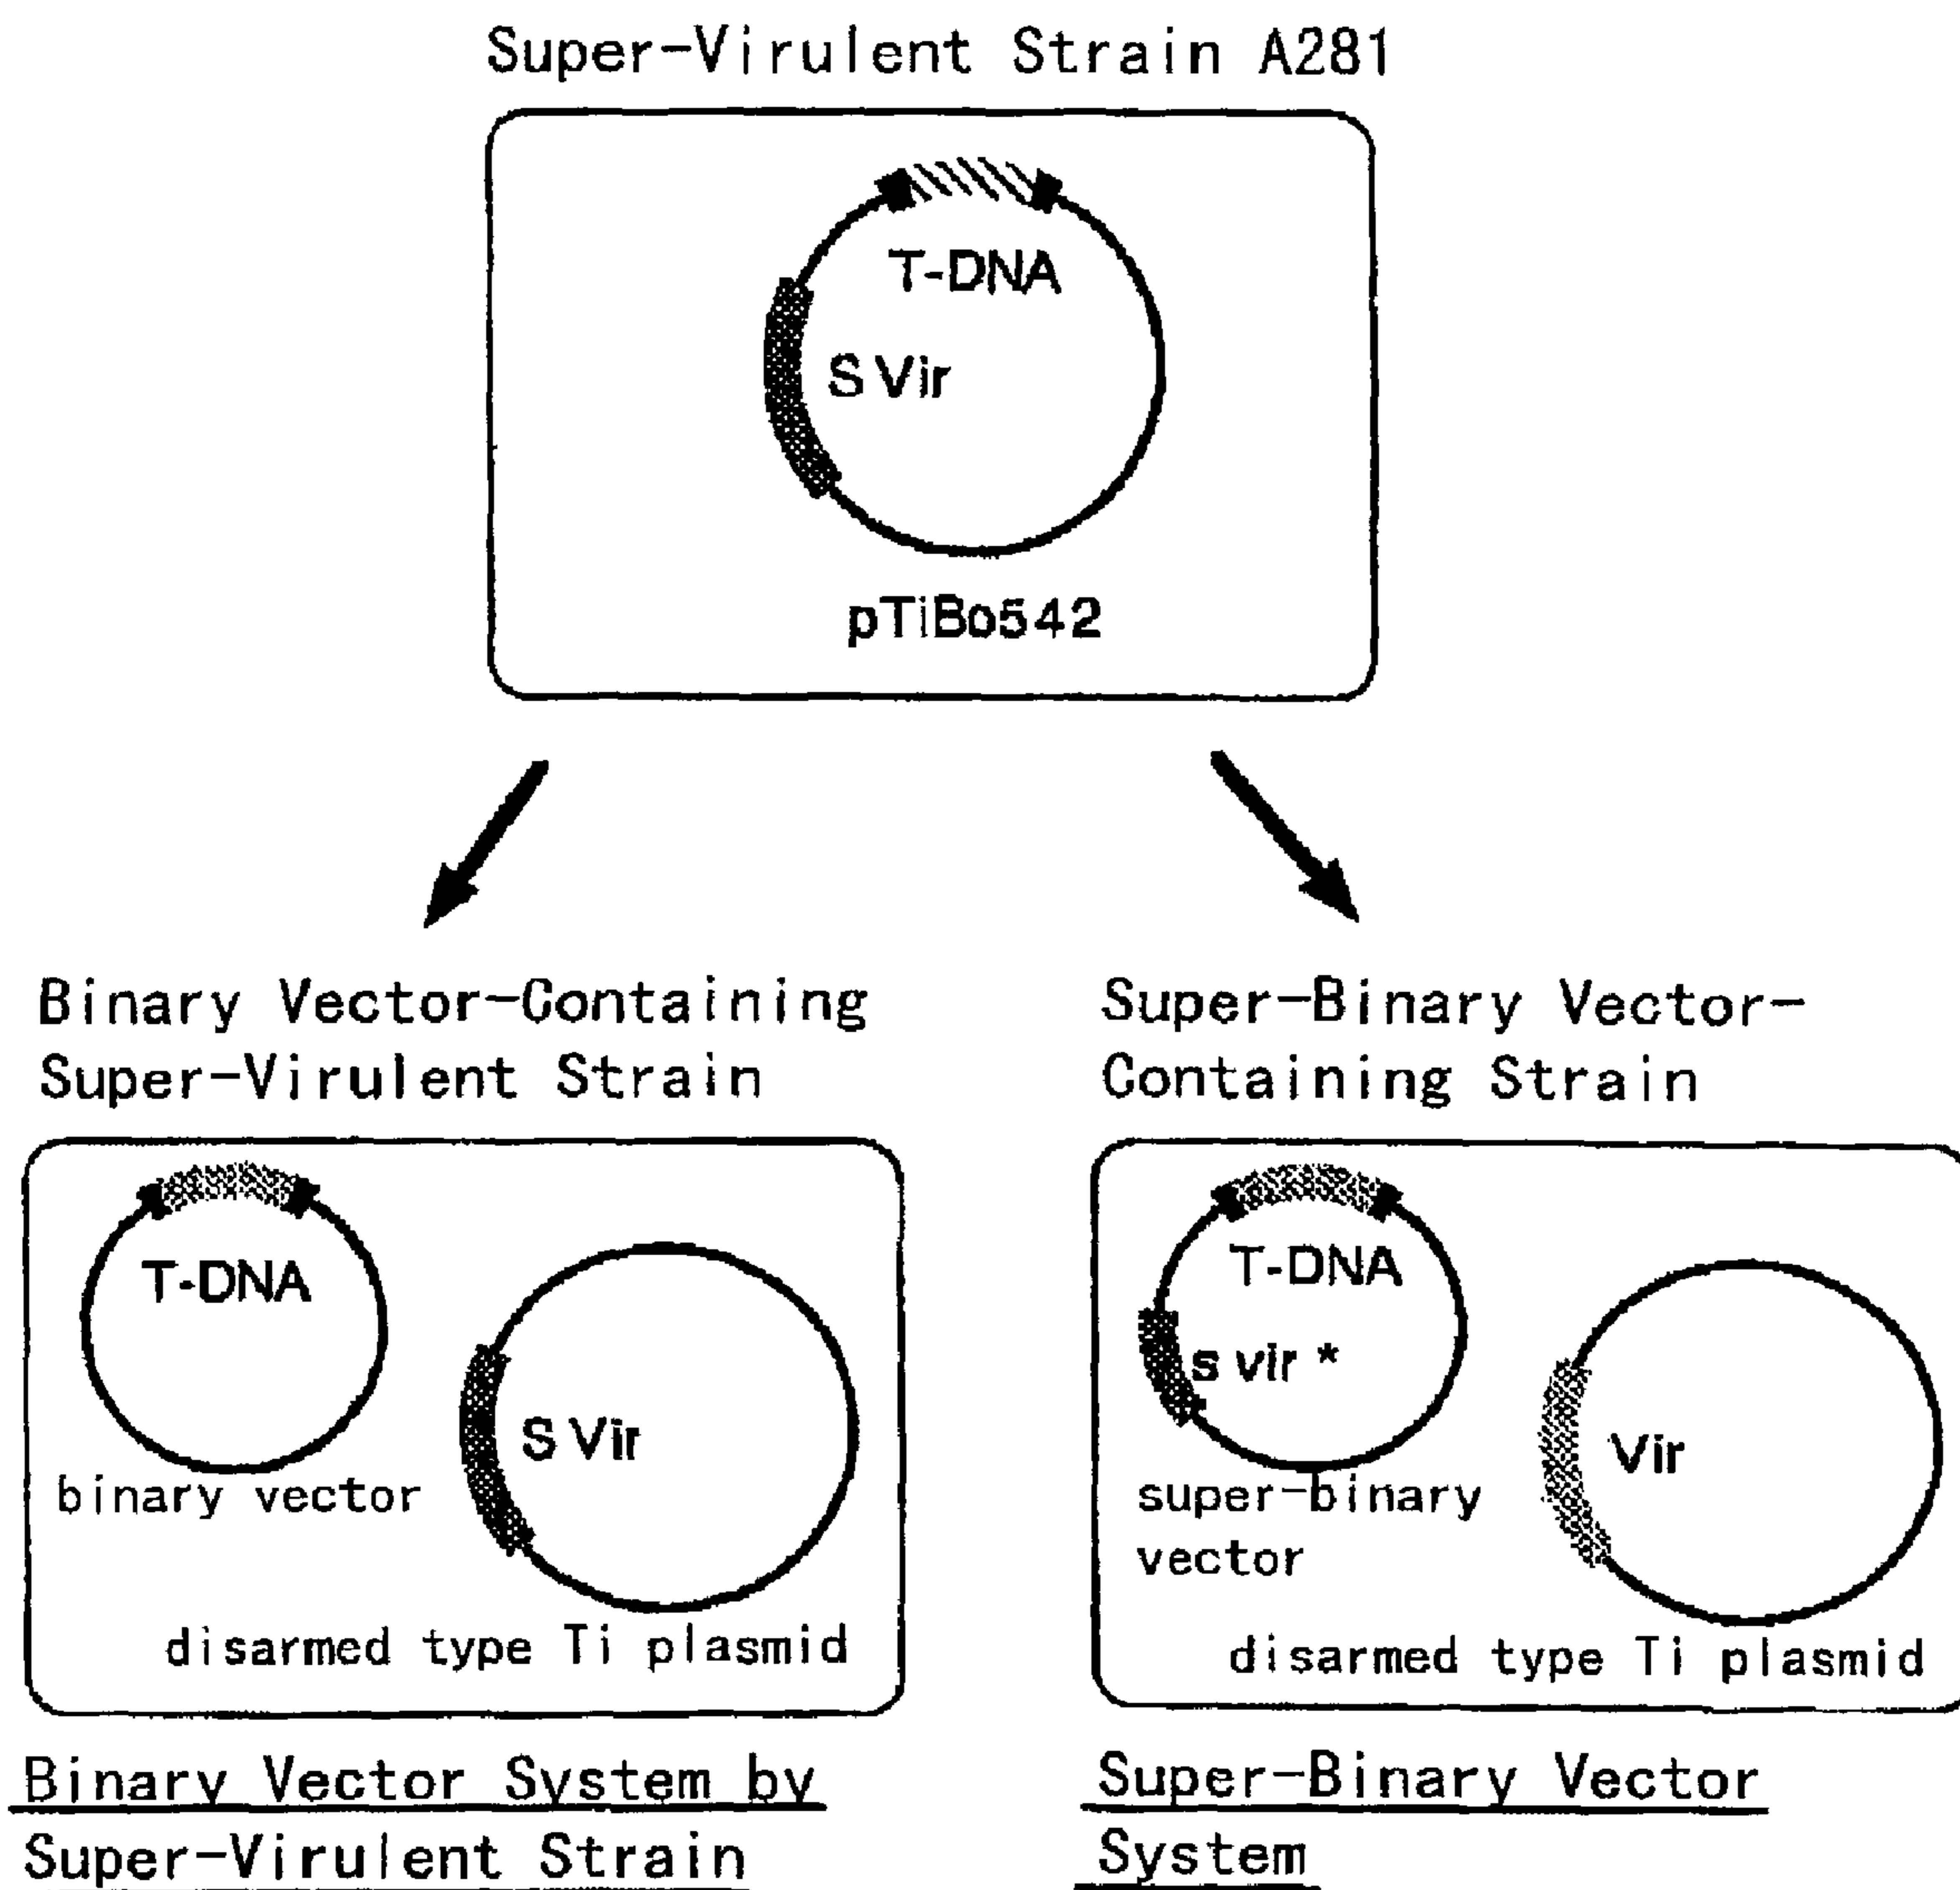 Super-Virulent Strain A281
T-DNA
S Vir
pTiBo542
Binary Vector-Containing
Super-Virulent Strain
T-DNA
S Vir
binary vector
disarmed type Ti plasmid
Binary Vector System by
Super-Virulent Strain
Super-Binary Vector-
Containing Strain
T-DNA
s vir *
Vir
super-binary
vector
disarmed type Ti plasmid
Super-Binary Vector
System